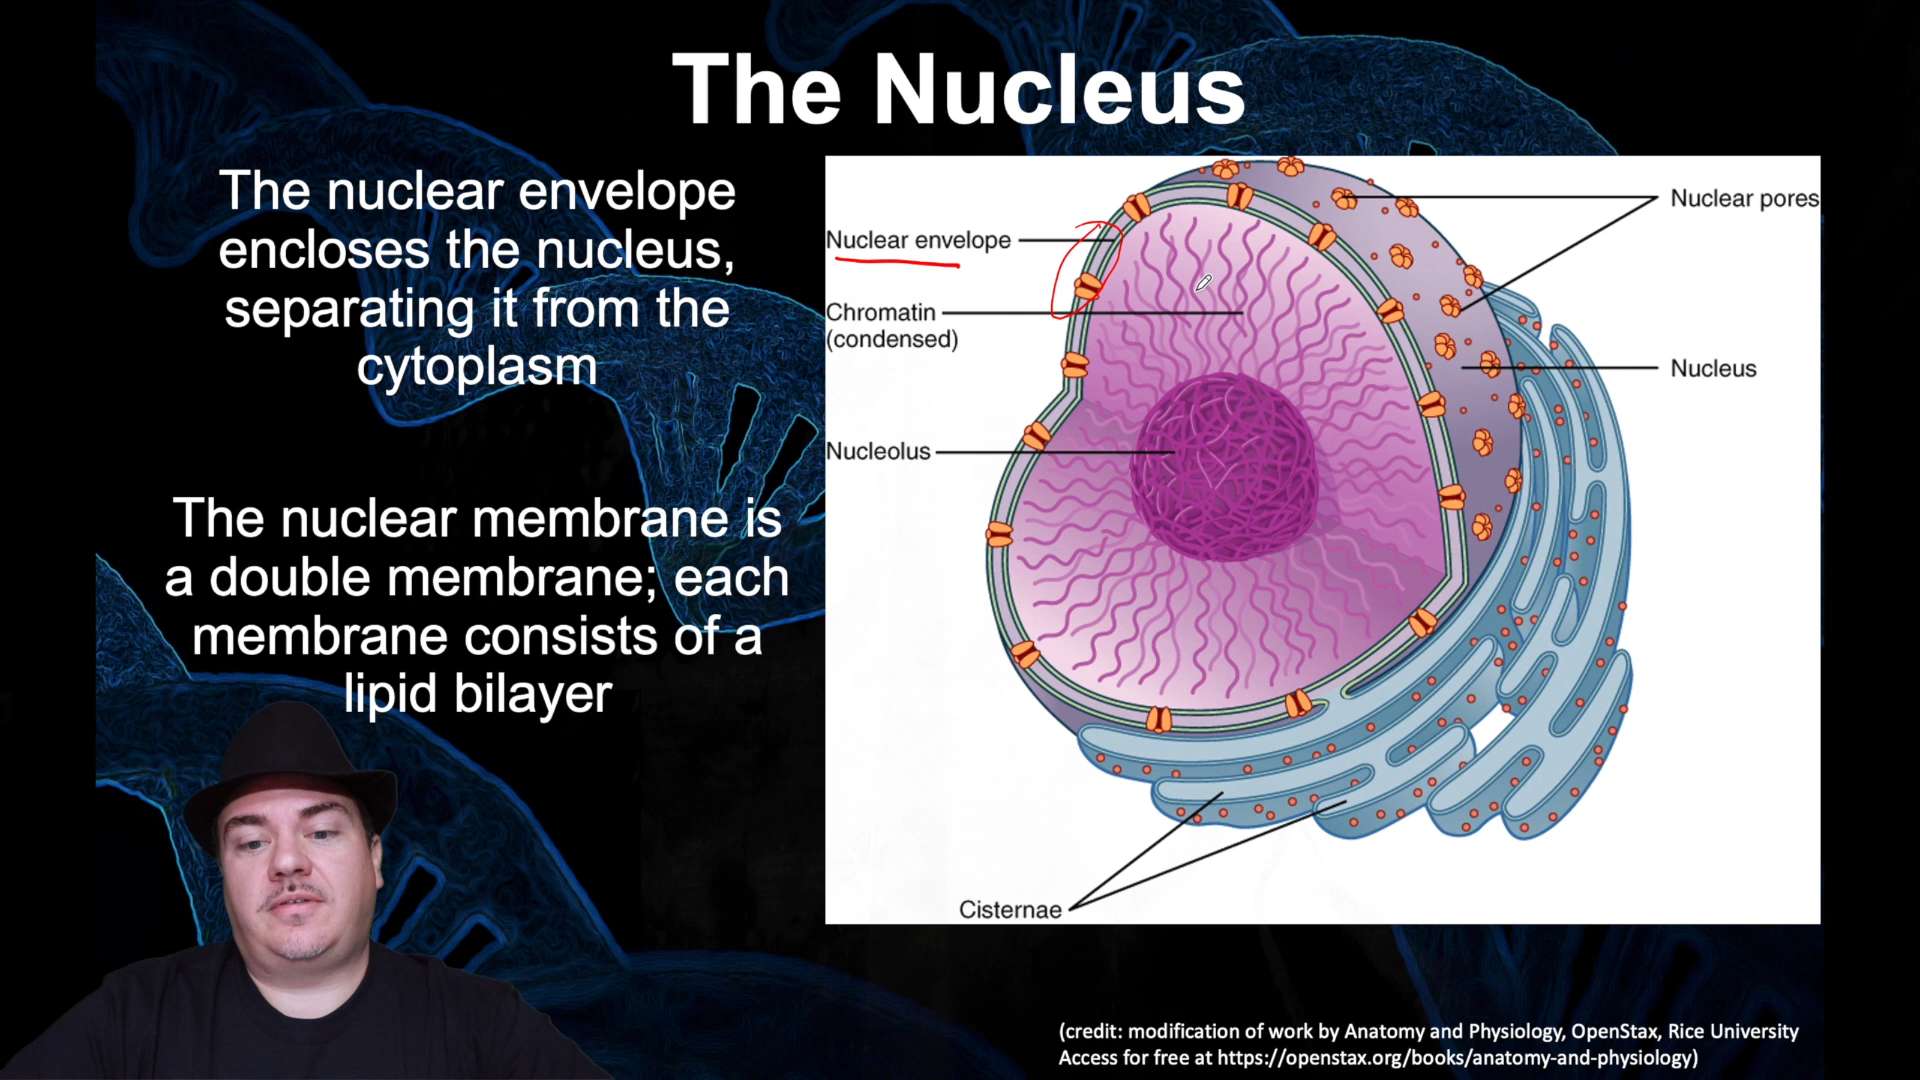 The Nucleus
The nuclear envelope
encloses the nucleus,
separating it from the
cytoplasm
The nuclear membrane is
a double membrane; each
membrane consists of a
lipid bilayer
Nuclear envelope
Chromatin
(condensed)
Nucleolus
Nuclear pores
Nucleus
Cisternae
(credit: modification of work by Anatomy and Physiology, OpenStax, Rice University
Access for free at https://openstax.org/books/anatomy-and-physiology)